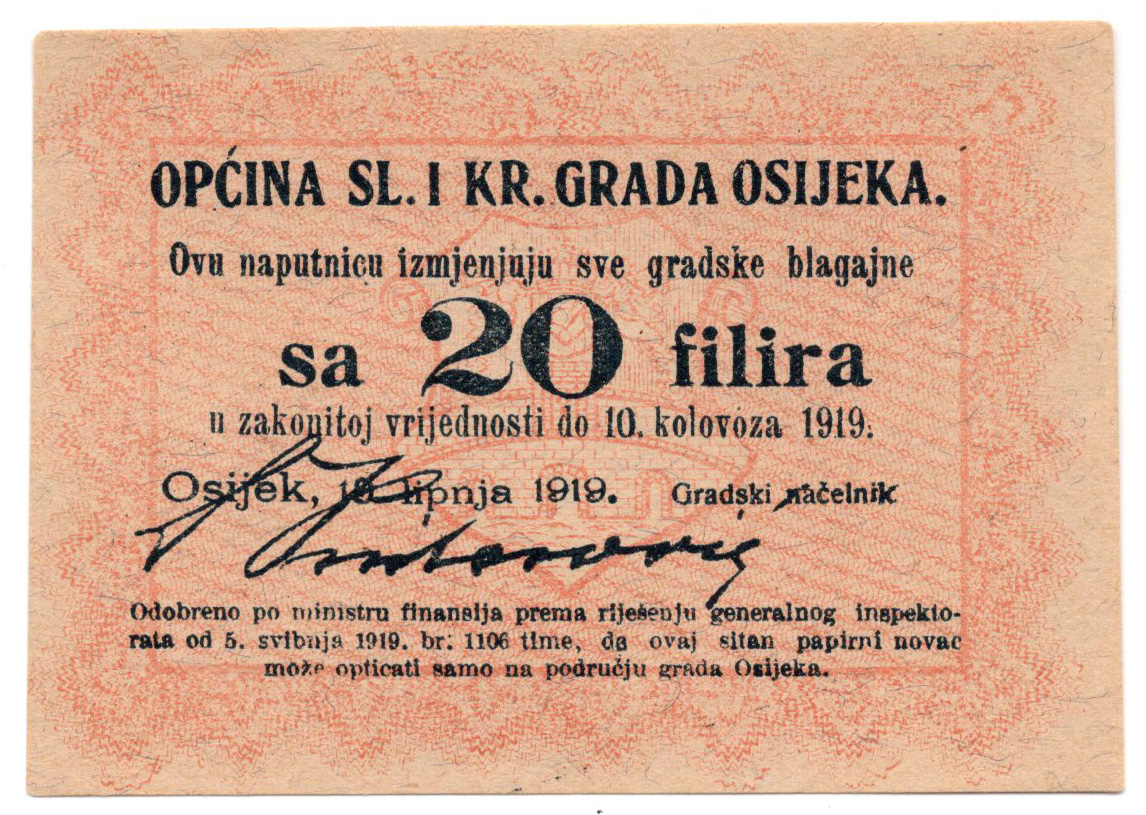 OPĆINA SL. I KR. GRADA OSIJEKA.
Ovu naputnicu izmjenjuju sve gradske blagajne
sa 20 filira
u zakonitoj vrijednosti do 10. kolovoza 1919.
Osijek, lipnja 1919. Gradski načelnik
Odobreno po ministru finansija prema riješenju generalnog inspekto-
rata od 5. svibnja 1919. br: 1106 time, da ovaj sitan papirni novac
može opticati samo na području grada Osijeka.